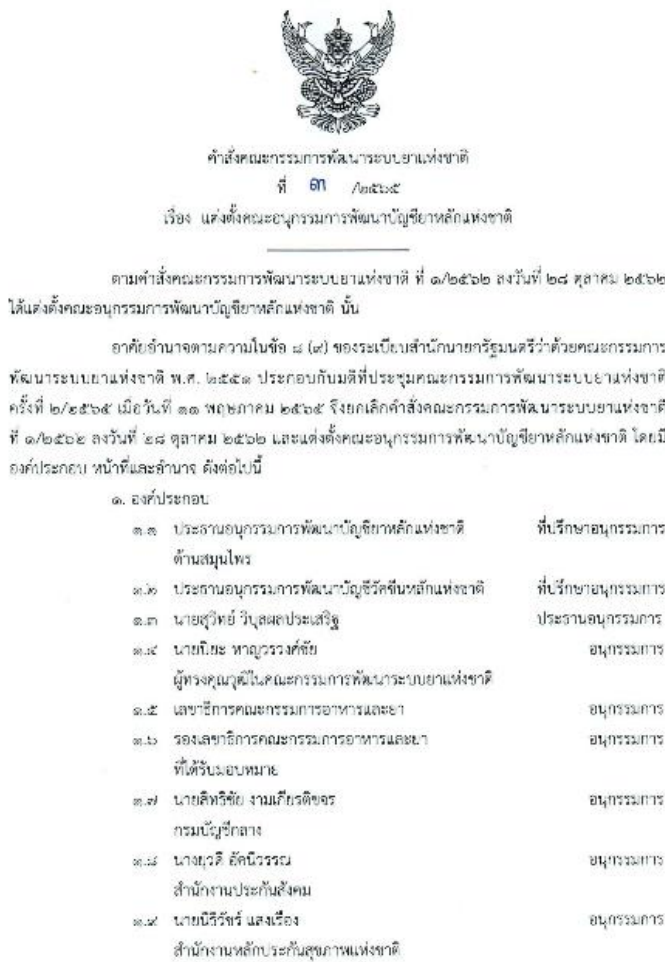 คำสั่งคณะกรรมการพัฒนาระบบยาแห่งชาติ
ที่ ๓ /๒๕๖๕
เรื่อง แต่งตั้งคณะอนุกรรมการพัฒนาบัญชียาหลักแห่งชาติ
ตามคำสั่งคณะกรรมการพัฒนาระบบยาแห่งชาติ ที่ ๑/๒๕๖๒ ลงวันที่ ๒๘ ตุลาคม ๒๕๖๒
ได้แต่งตั้งคณะอนุกรรมการพัฒนาบัญชียาหลักแห่งชาติ นั้น
อาศัยอำนาจตามความในข้อ ๘ (๙) ของระเบียบสำนักนายกรัฐมนตรีว่าด้วยคณะกรรมการ
พัฒนาระบบยาแห่งชาติ พ.ศ. ๒๕๕๑ ประกอบกับมติที่ประชุมคณะกรรมการพัฒนาระบบยาแห่งชาติ
ครั้งที่ ๒/๒๕๖๕ เมื่อวันที่ ๑๑ พฤษภาคม ๒๕๖๕ จึงยกเลิกคำสั่งคณะกรรมการพัฒนาระบบยาแห่งชาติ
ที่ ๑/๒๕๖๒ ลงวันที่ ๒๘ ตุลาคม ๒๕๖๒ และแต่งตั้งคณะอนุกรรมการพัฒนาบัญชียาหลักแห่งชาติ โดยมี
องค์ประกอบ หน้าที่และอำนาจ ดังต่อไปนี้
๑. องค์ประกอบ
๑.๑ ประธานอนุกรรมการพัฒนาบัญชียาหลักแห่งชาติ ที่ปรึกษาอนุกรรมการ
ด้านสมุนไพร
๑.๒ ประธานอนุกรรมการพัฒนาบัญชีวัคซีนหลักแห่งชาติ ที่ปรึกษาอนุกรรมการ
๑.๓ นายสุวิทย์ วิบุลผลประเสริฐ ประธานอนุกรรมการ
๑.๔ นายปิยะ หาญวรวงศ์ชัย อนุกรรมการ
ผู้ทรงคุณวุฒิในคณะกรรมการพัฒนาระบบยาแห่งชาติ
๑.๕ เลขาธิการคณะกรรมการอาหารและยา อนุกรรมการ
๑.๖ รองเลขาธิการคณะกรรมการอาหารและยา อนุกรรมการ
ที่ได้รับมอบหมาย
๑.๗ นายสิทธิชัย งามเกียรติขจร อนุกรรมการ
กรมบัญชีกลาง
๑.๘ นางยุวดี อัคนิวรรณ อนุกรรมการ
สำนักงานประกันสังคม
๑.๙ นายนิธิวัชร์ แสงเรือง อนุกรรมการ
สำนักงานหลักประกันสุขภาพแห่งชาติ